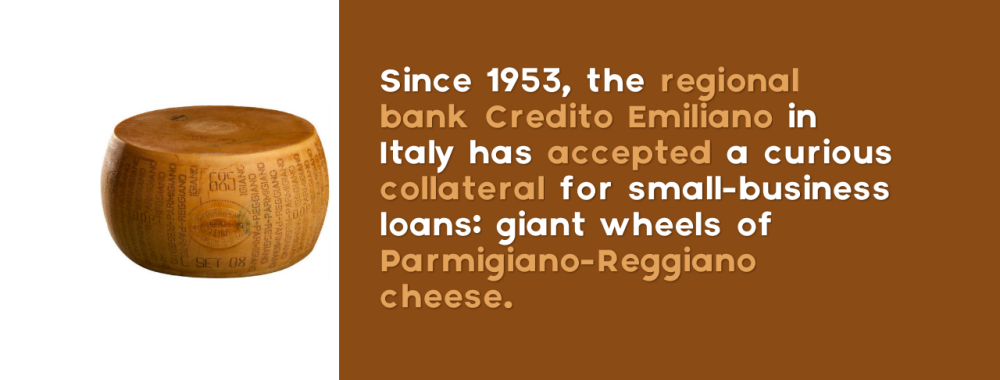 Since 1953, the regional
bank Credito Emiliano in
Italy has accepted a curious
collateral for small-business
loans: giant wheels of
Parmigiano-Reggiano
cheese.